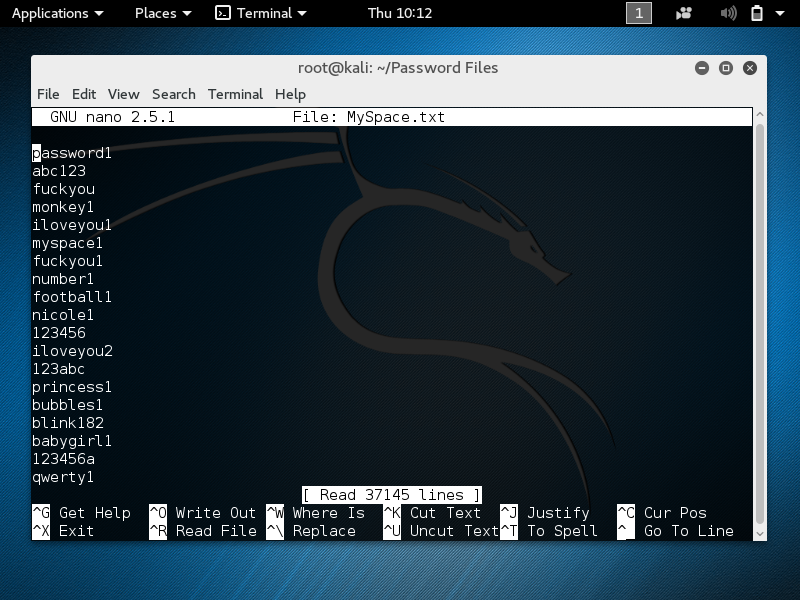 Applications Places Terminal Thu 10:12 1
root@kali: ~/Password Files
File Edit View Search Terminal Help
GNU nano 2.5.1 File: MySpace.txt
password1
abc123
fuckyou
monkey1
iloveyou1
myspace1
fuckyou1
number1
football1
nicole1
123456
iloveyou2
123abc
princess1
bubbles1
blink182
babygirl1
123456a
qwerty1
[ Read 37145 lines ]
^G Get Help ^O Write Out ^W Where Is ^K Cut Text ^J Justify ^C Cur Pos
^X Exit ^R Read File ^\ Replace ^U Uncut Text ^T To Spell ^_ Go To Line